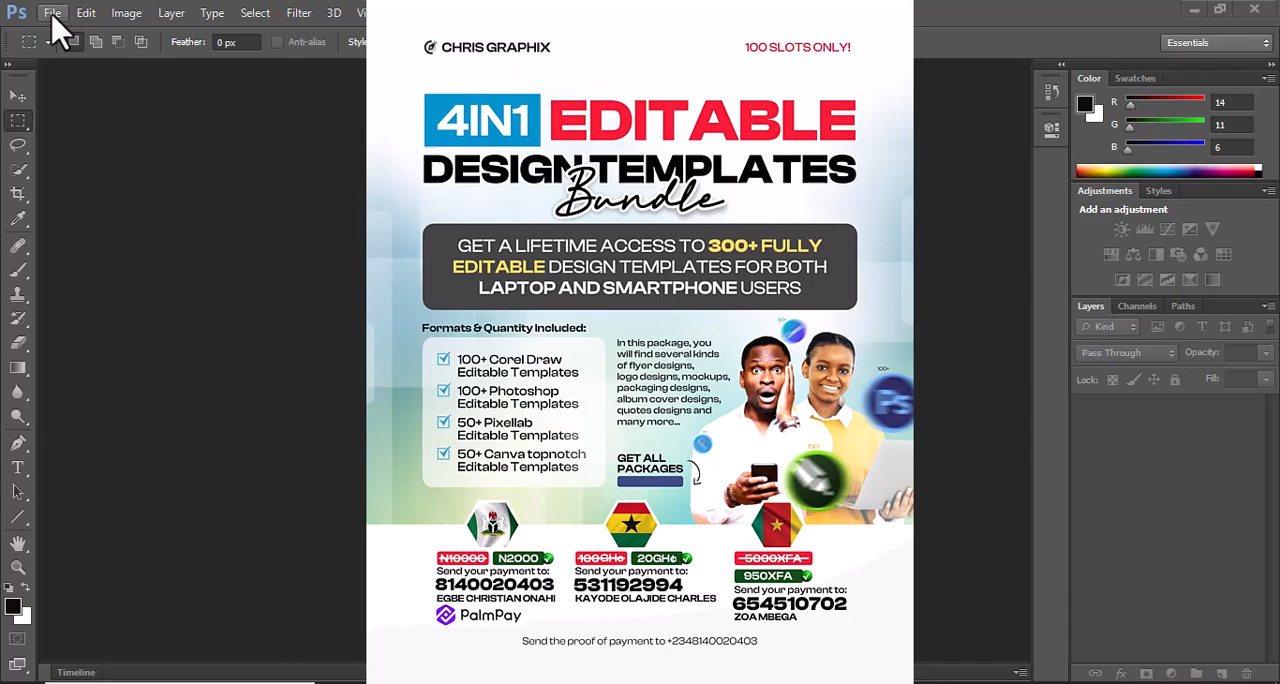 Ps File Edit Image Layer Type Select Filter 3D
Feather: 0 px Anti-alias
Essentials
CHRIS GRAPHIX
100 SLOTS ONLY!
4IN1 EDITABLE
DESIGN TEMPLATES
Bundle
GET A LIFETIME ACCESS TO 300+ FULLY
EDITABLE DESIGN TEMPLATES FOR BOTH
LAPTOP AND SMARTPHONE USERS
Formats & Quantity Included:
100+ Corel Draw
Editable Templates
100+ Photoshop
Editable Templates
50+ Pixellab
Editable Templates
50+ Canva topnotch
Editable Templates
In this package, you
will find several kinds
of flyer designs,
logo designs, mockups,
packaging designs,
album cover designs,
quotes designs and
many more...
GET ALL
PACKAGES
100+
Ps
100+
N10000 N2000
Send your payment to:
8140020403
EGBE CHRISTIAN ONAHI
PalmPay
100GH¢ 20GH¢
Send your payment to:
531192994
KAYODE OLAJIDE CHARLES
5000XFA
950XFA
Send your payment to:
654510702
ZOA MBEGA
Send the proof of payment to +2348140020403
Color Swatches
R 14
G 11
B 6
Adjustments Styles
Add an adjustment
Layers Channels Paths
Kind
Pass Through Opacity:
Lock: Fill:
Timeline